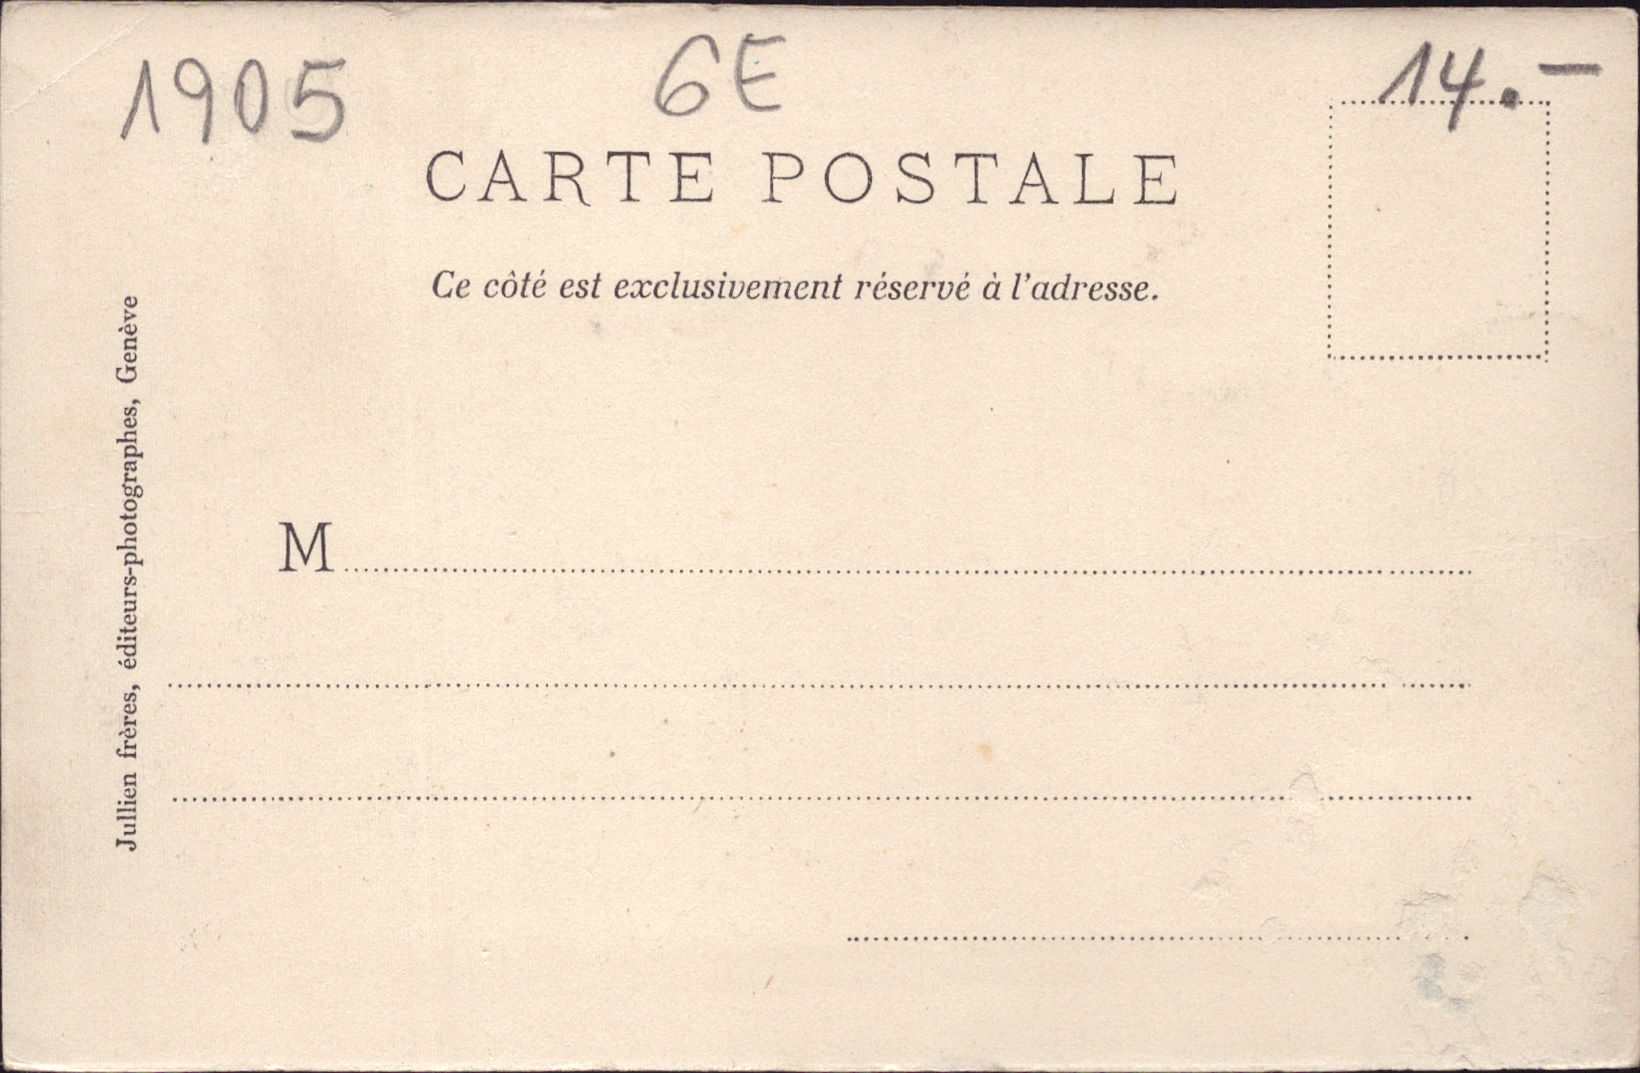 1905
6E
14.–
CARTE POSTALE
Ce côté est exclusivement réservé à l'adresse.
Jullien frères, éditeurs-photographes, Genève
M